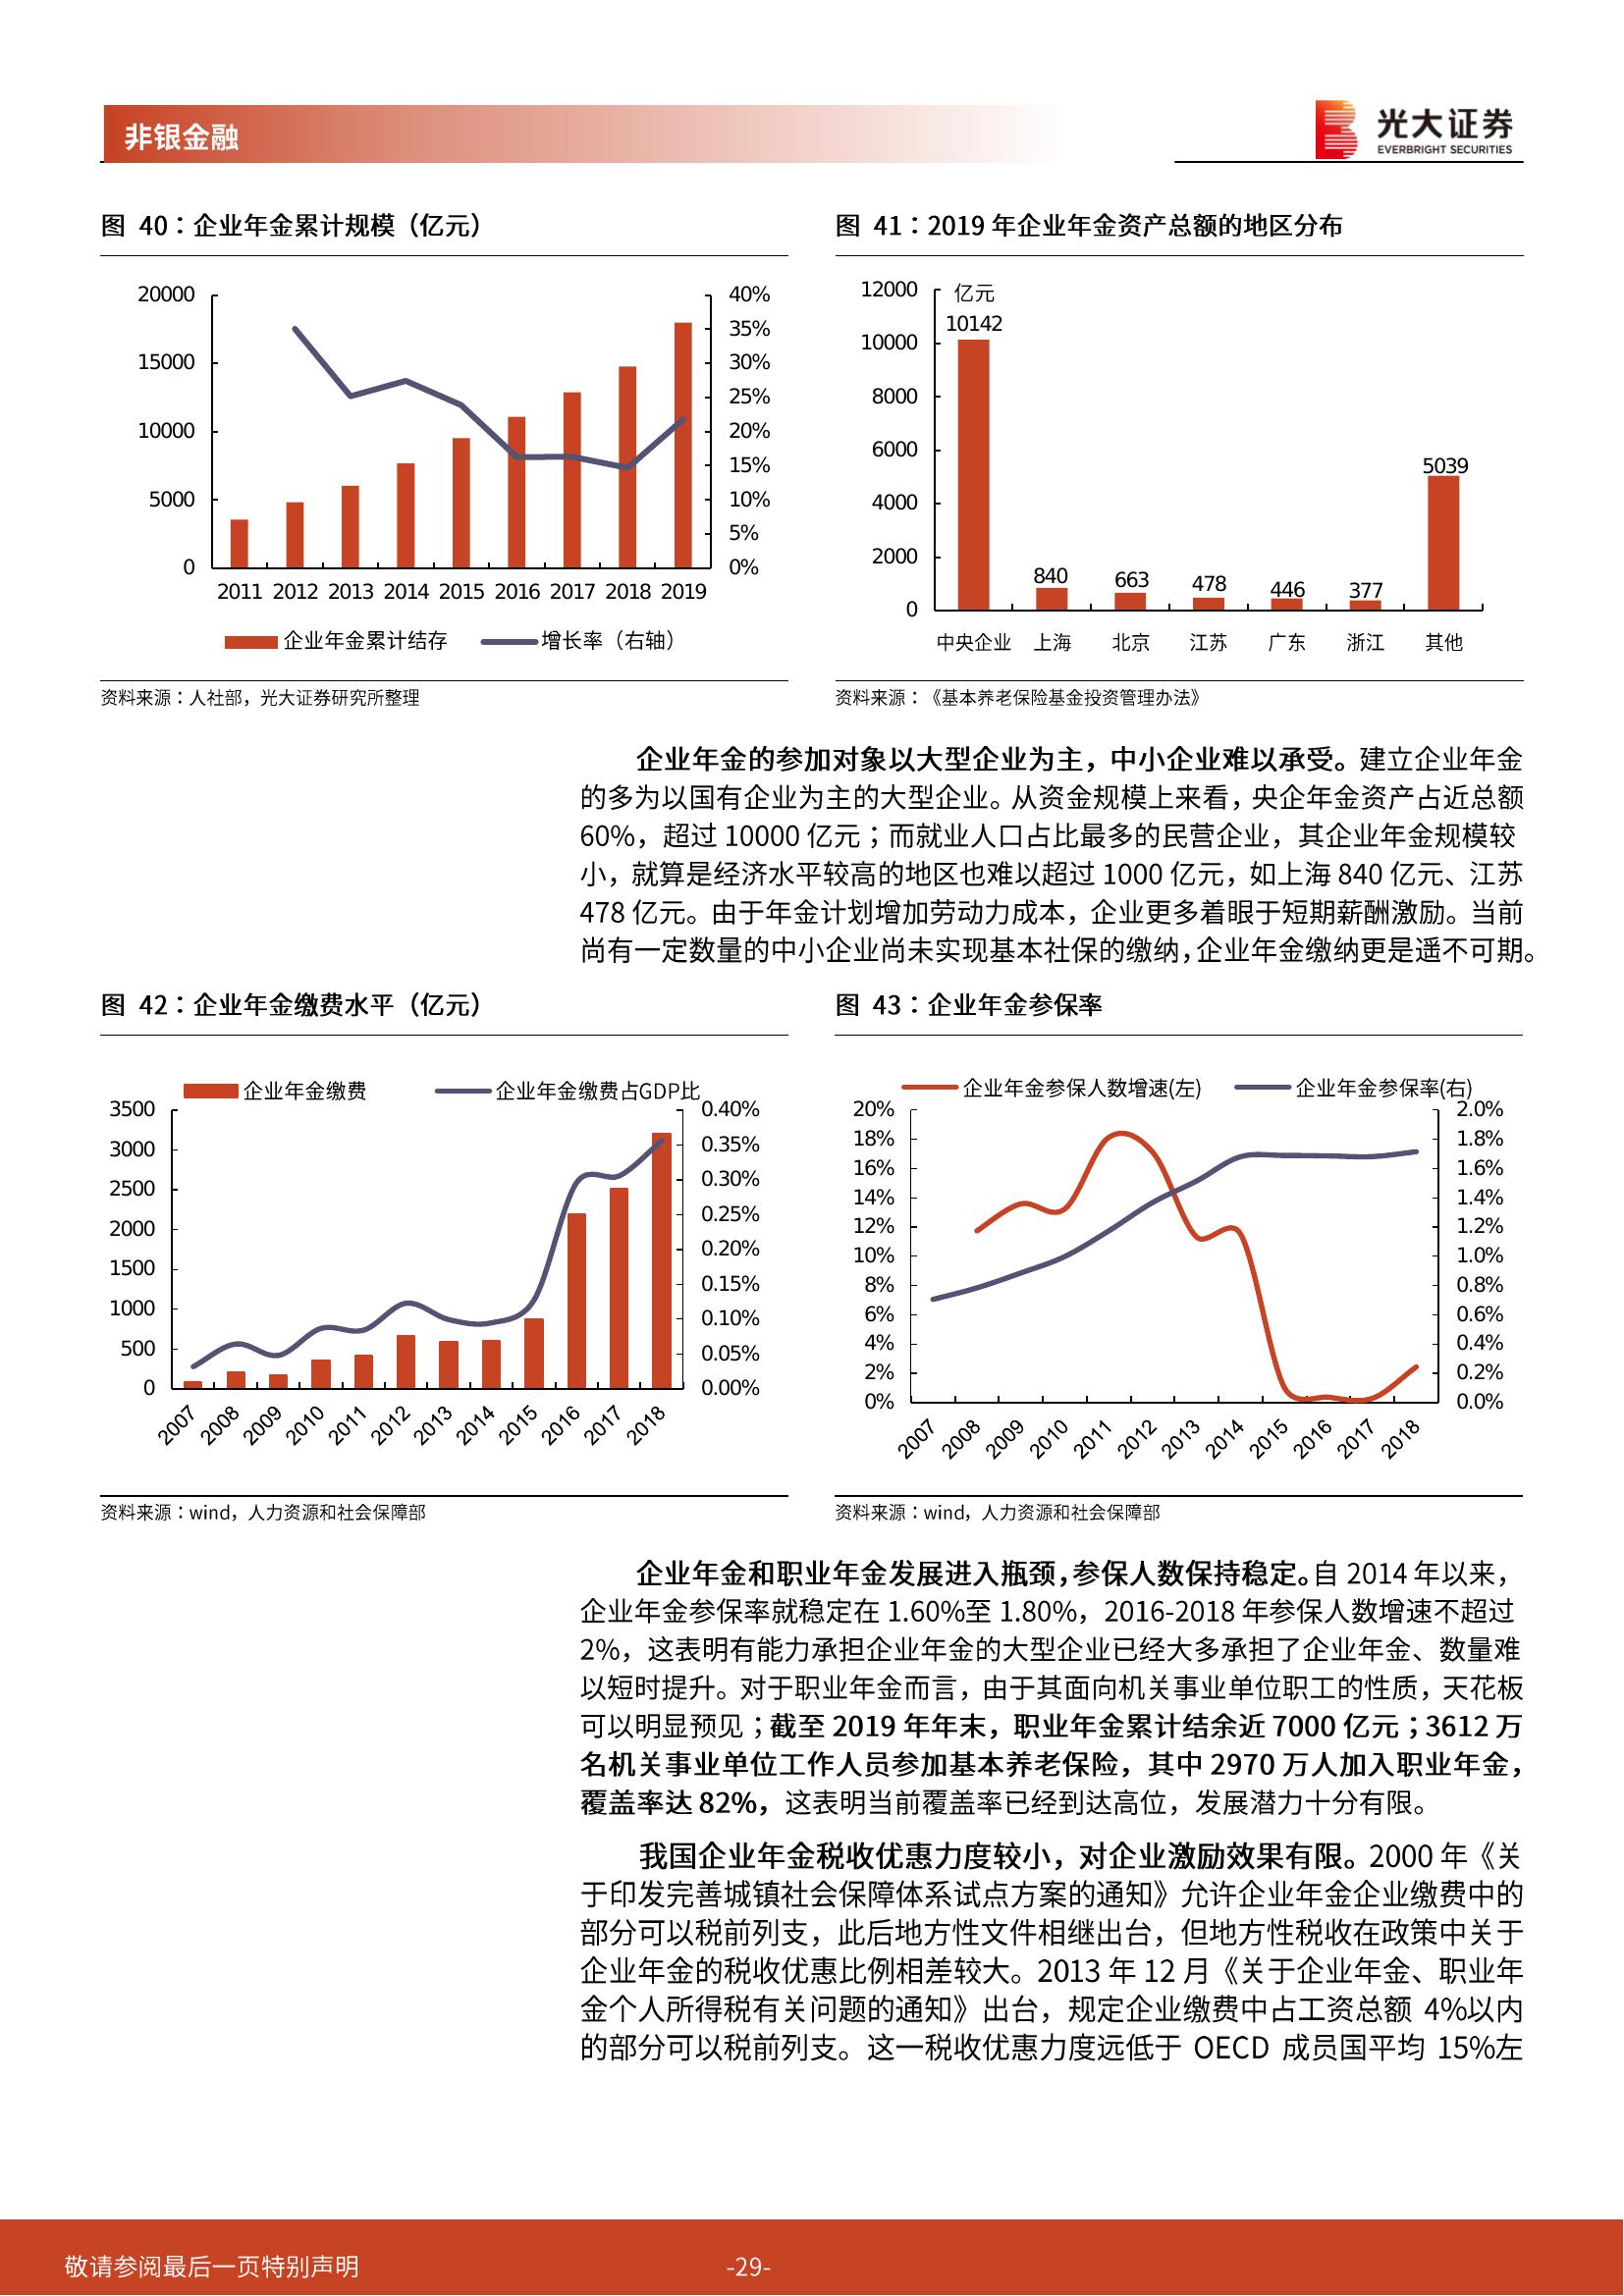 非银金融
光大证券
EVERBRIGHT SECURITIES
图 40：企业年金累计规模（亿元）
20000
15000
10000
5000
0
40%
35%
30%
25%
20%
15%
10%
5%
0%
2011 2012 2013 2014 2015 2016 2017 2018 2019
企业年金累计结存 增长率（右轴）
资料来源：人社部，光大证券研究所整理
图 41：2019 年企业年金资产总额的地区分布
亿元
12000
10000
8000
6000
4000
2000
0
10142
840
663
478
446
377
5039
中央企业 上海 北京 江苏 广东 浙江 其他
资料来源：《基本养老保险基金投资管理办法》
企业年金的参加对象以大型企业为主，中小企业难以承受。建立企业年金
的多为以国有企业为主的大型企业。从资金规模上来看，央企年金资产占近总额
60%，超过 10000 亿元；而就业人口占比最多的民营企业，其企业年金规模较
小，就算是经济水平较高的地区也难以超过 1000 亿元，如上海 840 亿元、江苏
478 亿元。由于年金计划增加劳动力成本，企业更多着眼于短期薪酬激励。当前
尚有一定数量的中小企业尚未实现基本社保的缴纳，企业年金缴纳更是遥不可期。
图 42：企业年金缴费水平（亿元）
企业年金缴费 企业年金缴费占GDP比
3500
3000
2500
2000
1500
1000
500
0
0.40%
0.35%
0.30%
0.25%
0.20%
0.15%
0.10%
0.05%
0.00%
2007 2008 2009 2010 2011 2012 2013 2014 2015 2016 2017 2018
资料来源：wind，人力资源和社会保障部
图 43：企业年金参保率
企业年金参保人数增速(左) 企业年金参保率(右)
20%
18%
16%
14%
12%
10%
8%
6%
4%
2%
0%
2.0%
1.8%
1.6%
1.4%
1.2%
1.0%
0.8%
0.6%
0.4%
0.2%
0.0%
2007 2008 2009 2010 2011 2012 2013 2014 2015 2016 2017 2018
资料来源：wind，人力资源和社会保障部
企业年金和职业年金发展进入瓶颈，参保人数保持稳定。自 2014 年以来，
企业年金参保率就稳定在 1.60%至 1.80%，2016-2018 年参保人数增速不超过
2%，这表明有能力承担企业年金的大型企业已经大多承担了企业年金、数量难
以短时提升。对于职业年金而言，由于其面向机关事业单位职工的性质，天花板
可以明显预见；截至 2019 年年末，职业年金累计结余近 7000 亿元；3612 万
名机关事业单位工作人员参加基本养老保险，其中 2970 万人加入职业年金，
覆盖率达 82%，这表明当前覆盖率已经到达高位，发展潜力十分有限。
我国企业年金税收优惠力度较小，对企业激励效果有限。2000 年《关
于印发完善城镇社会保障体系试点方案的通知》允许企业年金企业缴费中的
部分可以税前列支，此后地方性文件相继出台，但地方性税收在政策中关于
企业年金的税收优惠比例相差较大。2013 年 12 月《关于企业年金、职业年
金个人所得税有关问题的通知》出台，规定企业缴费中占工资总额 4%以内
的部分可以税前列支。这一税收优惠力度远低于 OECD 成员国平均 15%左
敬请参阅最后一页特别声明
-29-